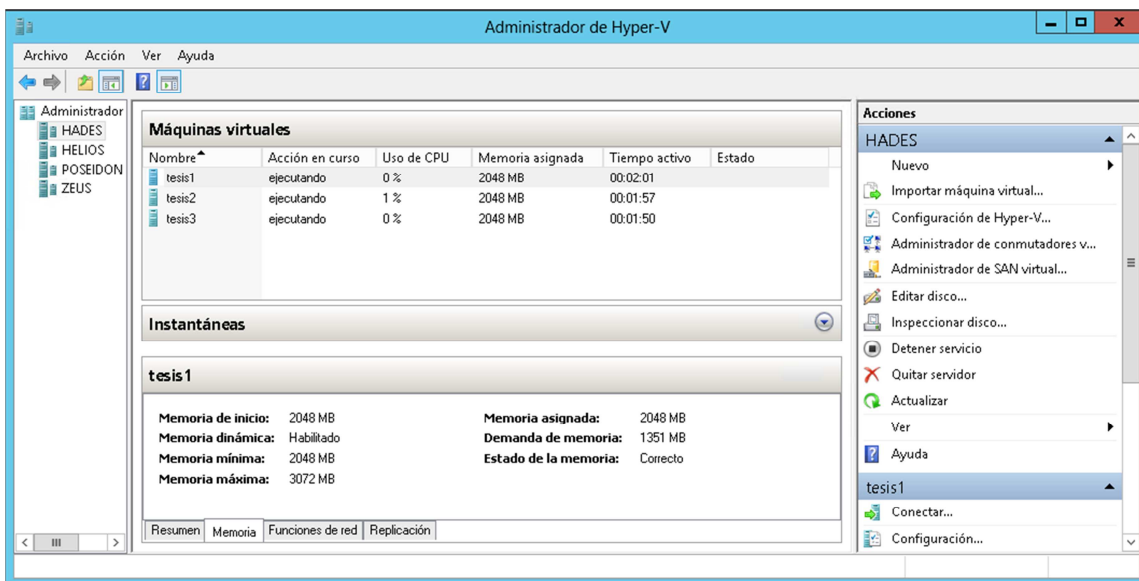 Administrador de Hyper-V
Archivo Acción Ver Ayuda
Administrador
HADES
HELIOS
POSEIDON
ZEUS
Máquinas virtuales
Nombre Acción en curso Uso de CPU Memoria asignada Tiempo activo Estado
tesis1 ejecutando 0 % 2048 MB 00:02:01
tesis2 ejecutando 1 % 2048 MB 00:01:57
tesis3 ejecutando 0 % 2048 MB 00:01:50
Instantáneas
tesis1
Memoria de inicio: 2048 MB Memoria asignada: 2048 MB
Memoria dinámica: Habilitado Demanda de memoria: 1351 MB
Memoria mínima: 2048 MB Estado de la memoria: Correcto
Memoria máxima: 3072 MB
Resumen Memoria Funciones de red Replicación
Acciones
HADES
Nuevo
Importar máquina virtual...
Configuración de Hyper-V...
Administrador de conmutadores v...
Administrador de SAN virtual...
Editar disco...
Inspeccionar disco...
Detener servicio
Quitar servidor
Actualizar
Ver
Ayuda
tesis1
Conectar...
Configuración...